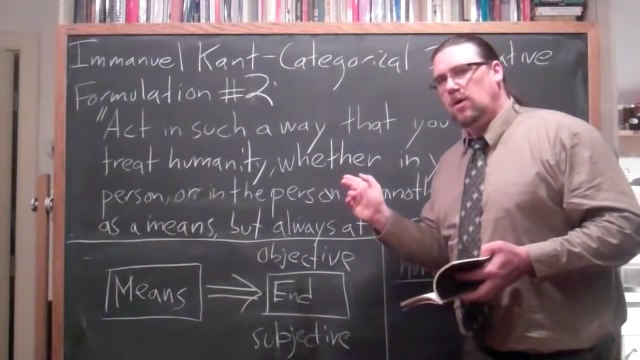 Immanuel Kant-Categorical
Formulation #2
"Act in such a way that you
treat humanity, whether in
person, or in the person
as a means, but always at
objective
Means ⇒ End
subjective